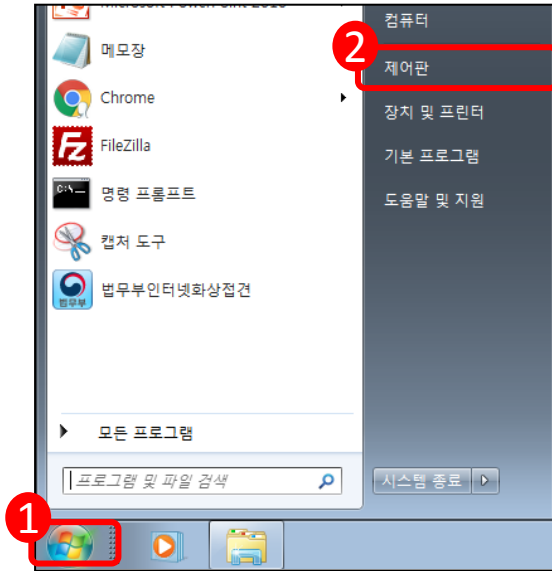 Microsoft PowerPoint 2010
메모장
Chrome
FileZilla
명령 프롬프트
캡처 도구
법무부
법무부인터넷화상접견
모든 프로그램
프로그램 및 파일 검색
1
2
컴퓨터
제어판
장치 및 프린터
기본 프로그램
도움말 및 지원
시스템 종료